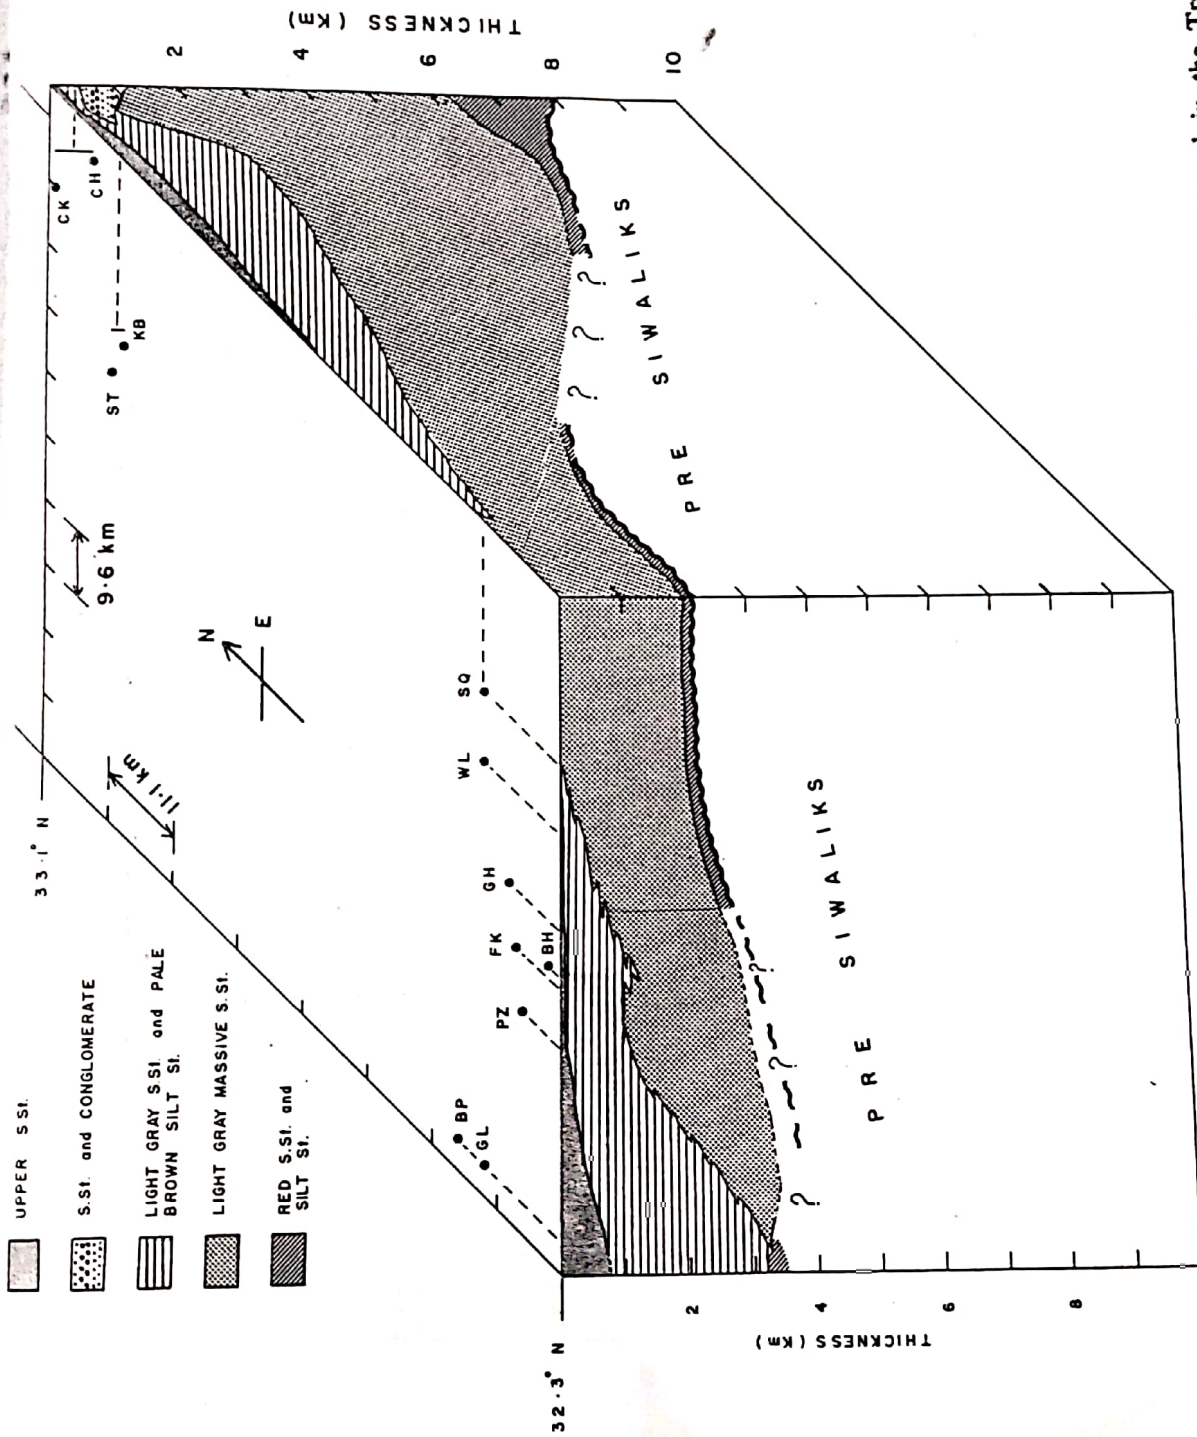 UPPER S St.
S.St. and CONGLOMERATE
LIGHT GRAY S.St. and PALE
BROWN SILT St.
LIGHT GRAY MASSIVE S.St.
RED S.St. and
SILT St.
33.1° N
11.1 km
9.6 km
N
E
CK
CH
ST
KB
SQ
WL
GH
FK
BH
PZ
BP
GL
32.3° N
THICKNESS (Km)
2
4
6
8
10
? ? ?
PRE SIWALIKS
THICKNESS (Km)
2
4
6
8
? ? ?
PRE SIWALIKS
in the